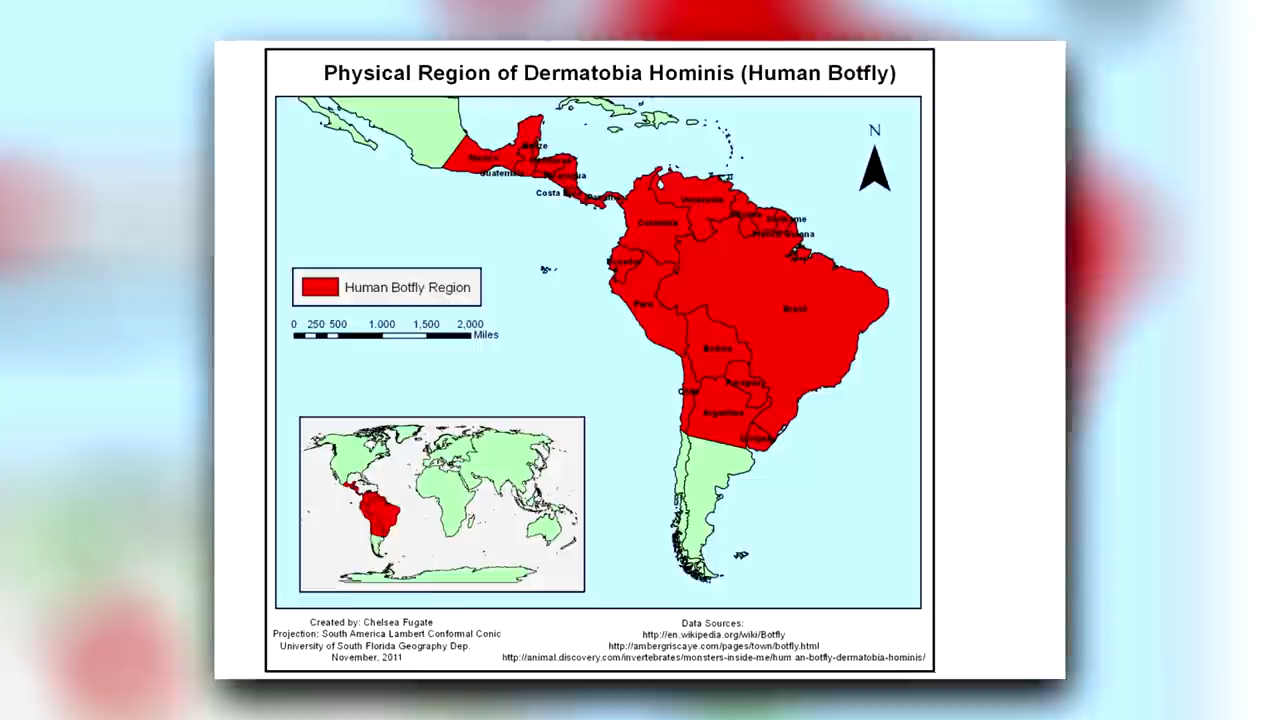 Physical Region of Dermatobia Hominis (Human Botfly)
N
Mexico
Belize
Guatemala
Nicaragua
Costa Rica
Panama
Venezuela
Guyana
Suriname
French Guiana
Colombia
Ecuador
Human Botfly Region
Peru
Brazil
0 250 500 1.000 1,500 2,000
Miles
Bolivia
Paraguay
Chile
Argentina
Uruguay
Created by: Chelsea Fugate
Projection: South America Lambert Conformal Conic
University of South Florida Geography Dep.
November, 2011
Data Sources:
http://en.wikipedia.org/wiki/Botfly
http://ambergriscaye.com/pages/town/botfly.html
http://animal.discovery.com/invertebrates/monsters-inside-me/hum an-botfly-dermatobia-hominis/